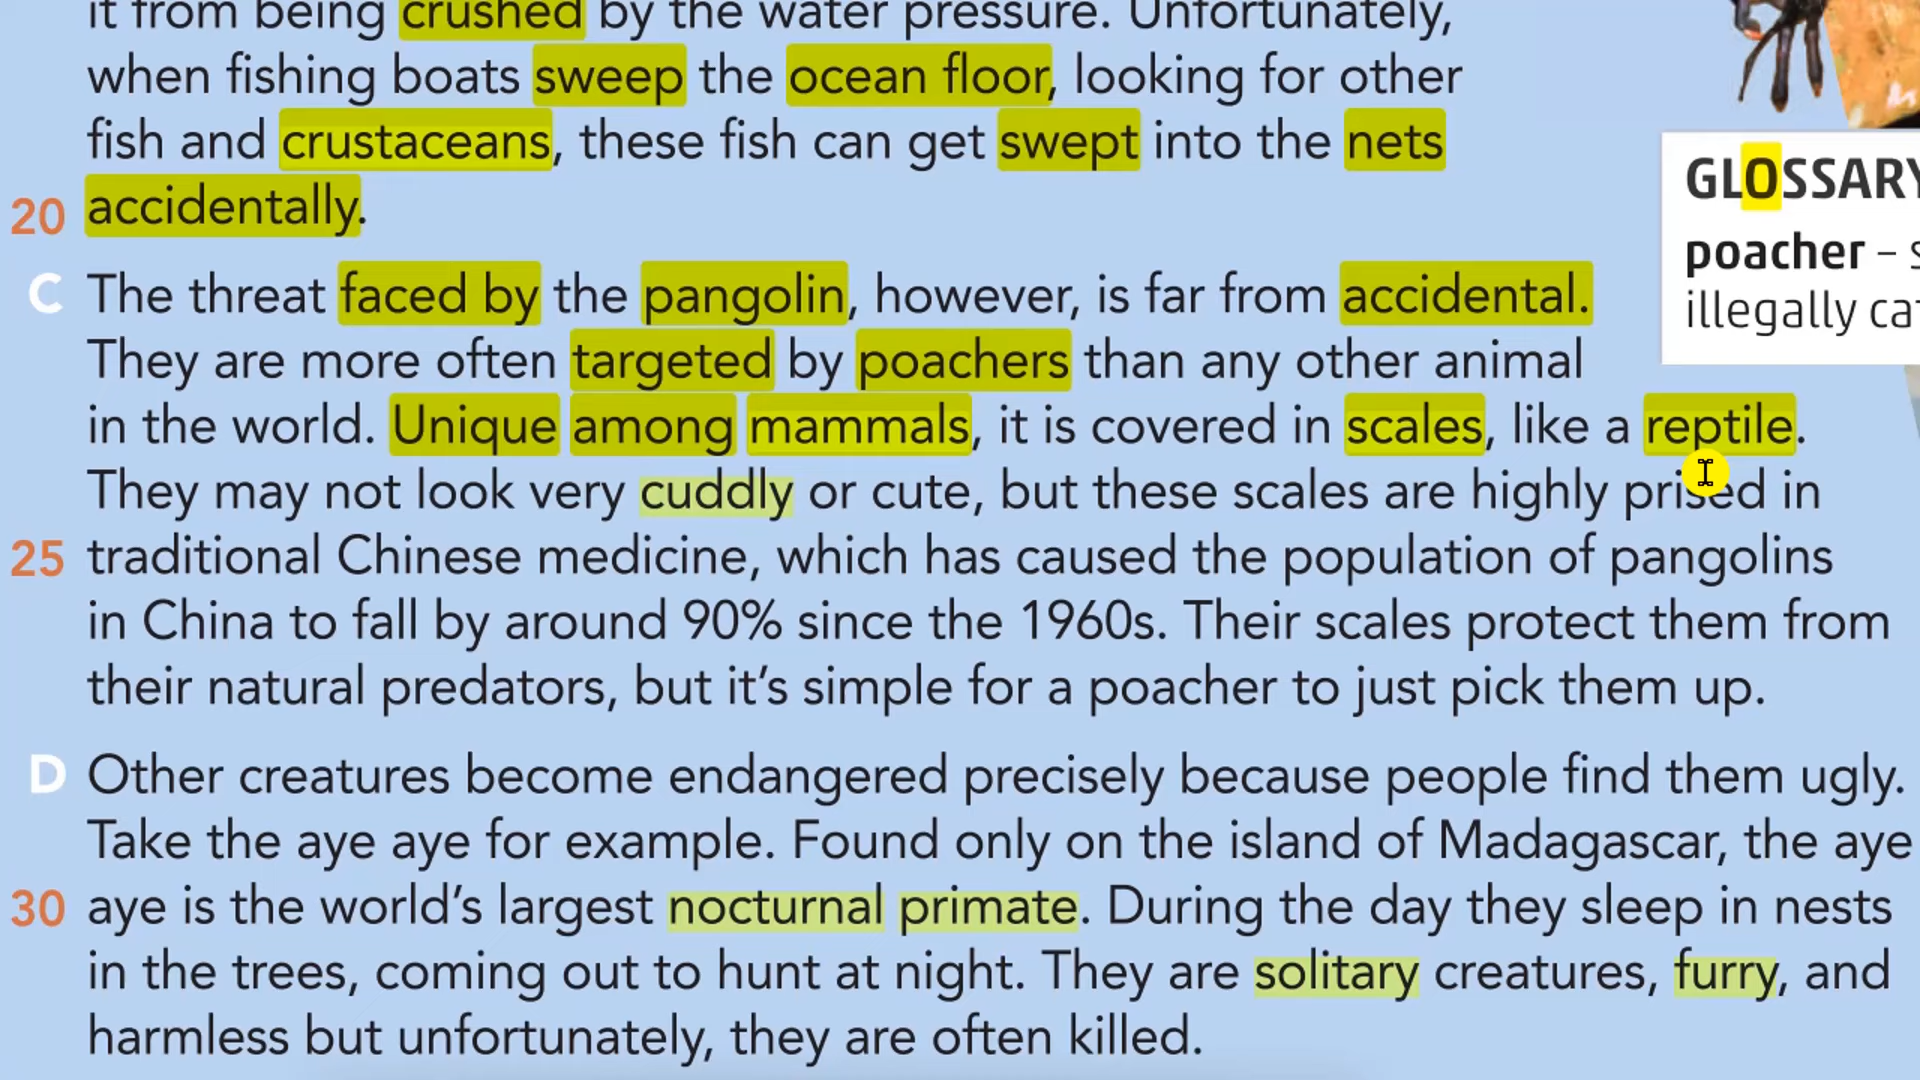 it from being crushed by the water pressure. Unfortunately,
when fishing boats sweep the ocean floor, looking for other
fish and crustaceans, these fish can get swept into the nets
20 accidentally.
C The threat faced by the pangolin, however, is far from accidental.
They are more often targeted by poachers than any other animal
in the world. Unique among mammals, it is covered in scales, like a reptile.
They may not look very cuddly or cute, but these scales are highly prised in
25 traditional Chinese medicine, which has caused the population of pangolins
in China to fall by around 90% since the 1960s. Their scales protect them from
their natural predators, but it's simple for a poacher to just pick them up.
D Other creatures become endangered precisely because people find them ugly.
Take the aye aye for example. Found only on the island of Madagascar, the aye
30 aye is the world's largest nocturnal primate. During the day they sleep in nests
in the trees, coming out to hunt at night. They are solitary creatures, furry, and
harmless but unfortunately, they are often killed.
GLOSSARY
poacher – s
illegally ca